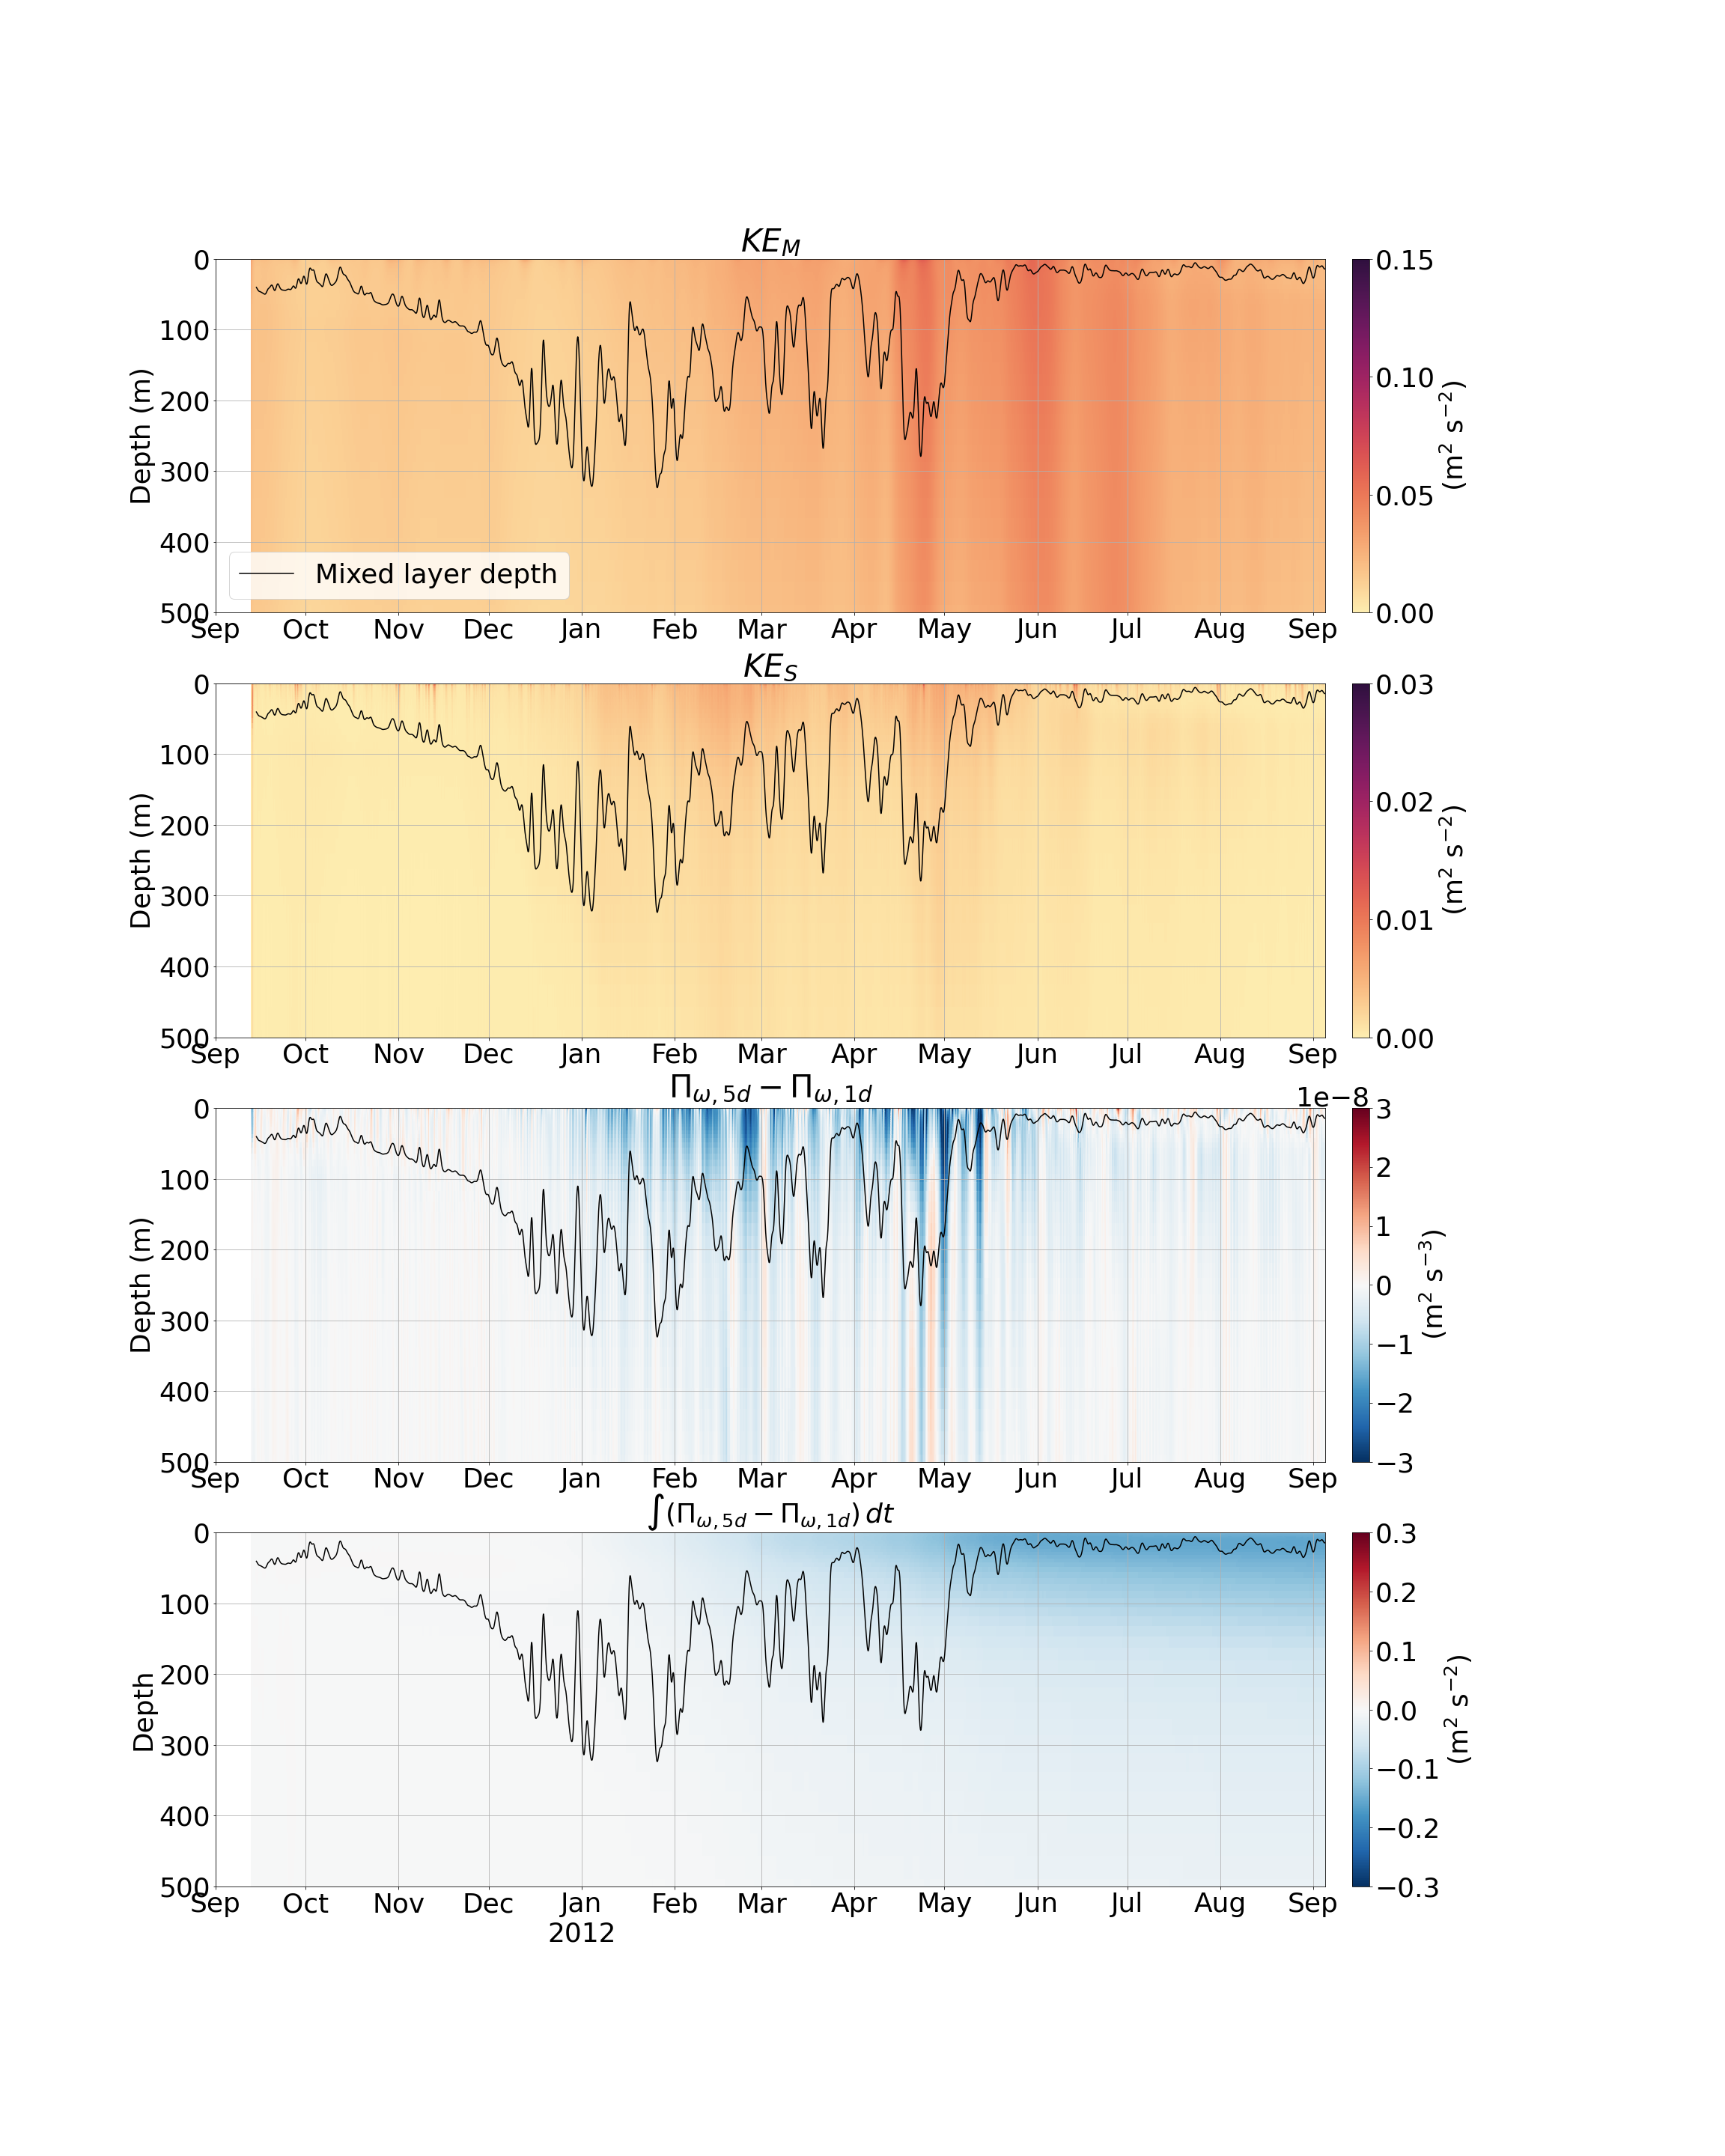 KE_M
0
100
200
300
400
500
Depth (m)
Mixed layer depth
Sep Oct Nov Dec Jan Feb Mar Apr May Jun Jul Aug Sep
0.15
0.10
0.05
0.00
(m² s⁻²)
KE_S
0
100
200
300
400
500
Depth (m)
Sep Oct Nov Dec Jan Feb Mar Apr May Jun Jul Aug Sep
0.03
0.02
0.01
0.00
(m² s⁻²)
Π_ω, 5d − Π_ω, 1d
0
100
200
300
400
500
Depth (m)
Sep Oct Nov Dec Jan Feb Mar Apr May Jun Jul Aug Sep
1e−8
3
2
1
0
−1
−2
−3
(m² s⁻³)
∫(Π_ω, 5d − Π_ω, 1d) dt
0
100
200
300
400
500
Depth
Sep Oct Nov Dec Jan Feb Mar Apr May Jun Jul Aug Sep
2012
0.3
0.2
0.1
0.0
−0.1
−0.2
−0.3
(m² s⁻²)